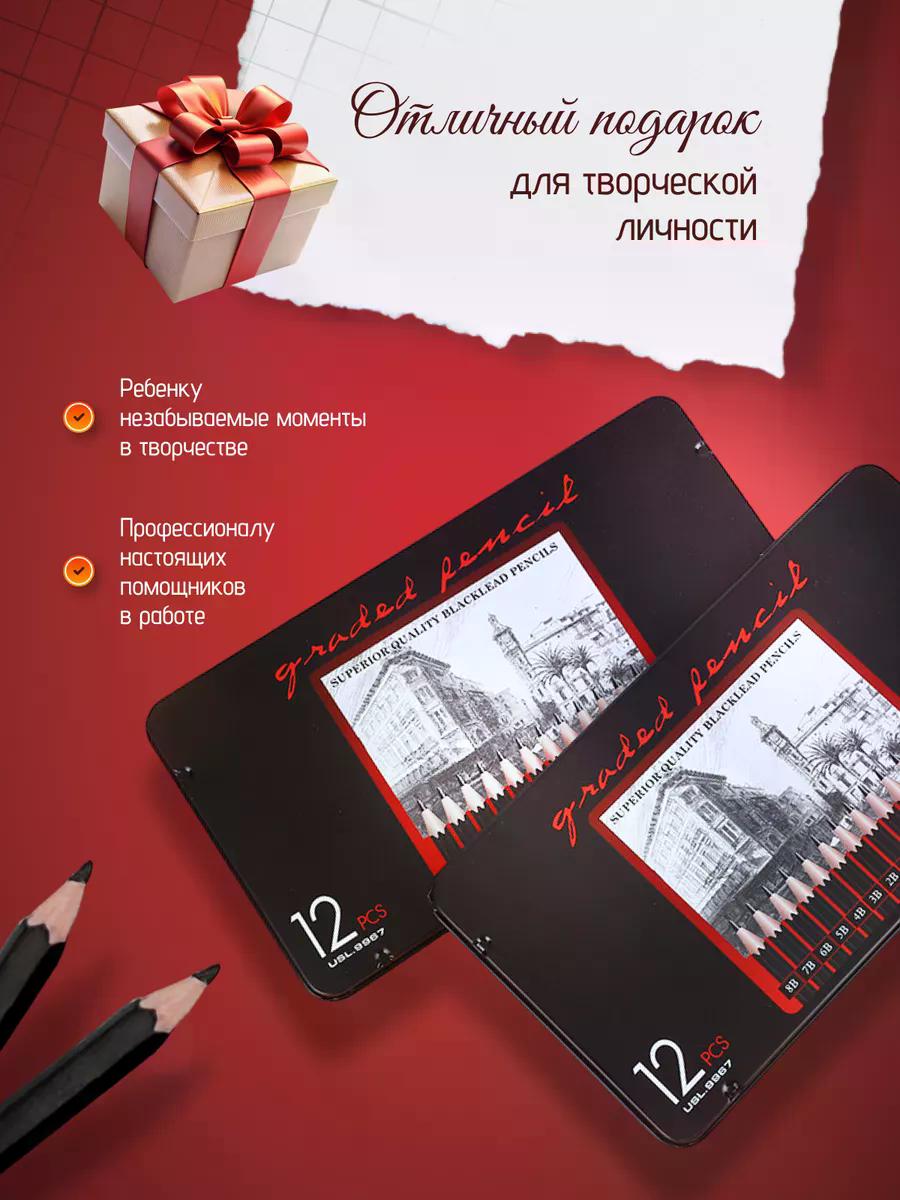 Отличный подарок
для творческой
личности
Ребенку
незабываемые моменты
в творчестве
Профессионалу
настоящих
помощников
в работе
graded pencil
SUPERIOR QUALITY BLACKLEAD PENCILS
12 PCS
USL.9967
graded pencil
SUPERIOR QUALITY BLACKLEAD PENCILS
8B 7B 6B 5B 4B 3B 2B
12 PCS
USL.9967